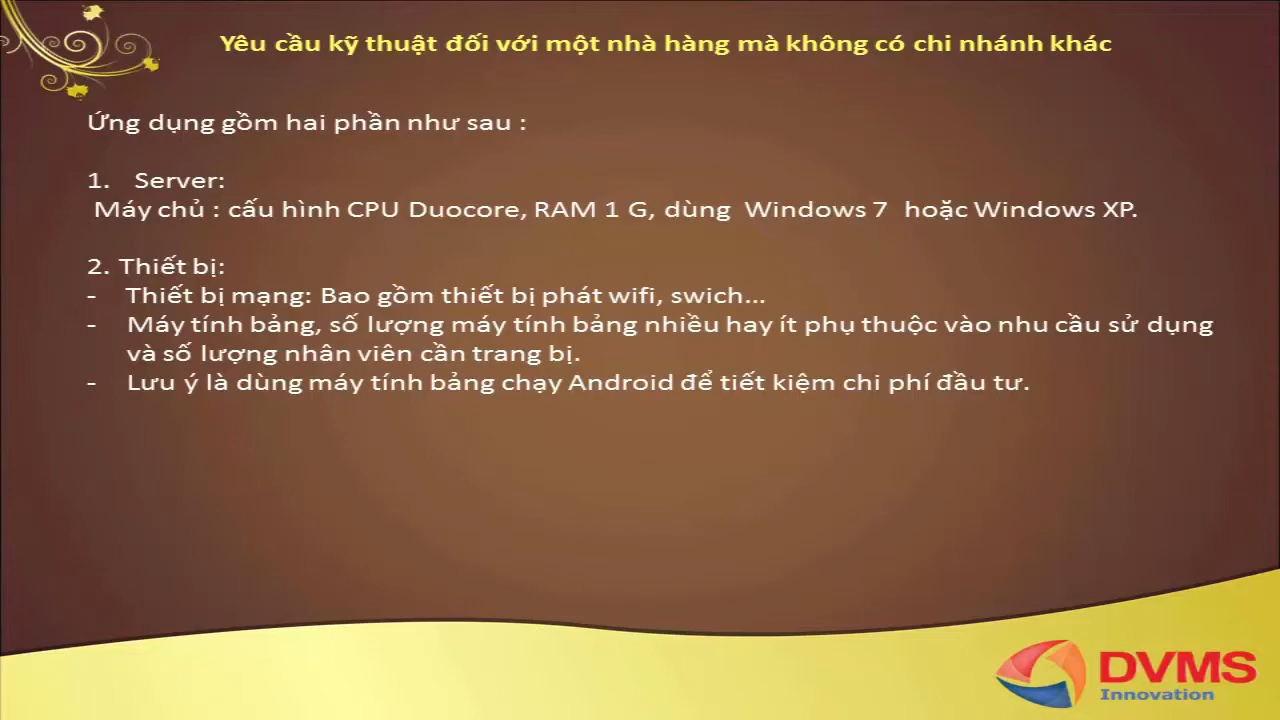 Yêu cầu kỹ thuật đối với một nhà hàng mà không có chi nhánh khác
Ứng dụng gồm hai phần như sau :
1. Server:
Máy chủ : cấu hình CPU Duocore, RAM 1 G, dùng Windows 7 hoặc Windows XP.
2. Thiết bị:
- Thiết bị mạng: Bao gồm thiết bị phát wifi, swich...
- Máy tính bảng, số lượng máy tính bảng nhiều hay ít phụ thuộc vào nhu cầu sử dụng
và số lượng nhân viên cần trang bị.
- Lưu ý là dùng máy tính bảng chạy Android để tiết kiệm chi phí đầu tư.
DVMS
Innovation